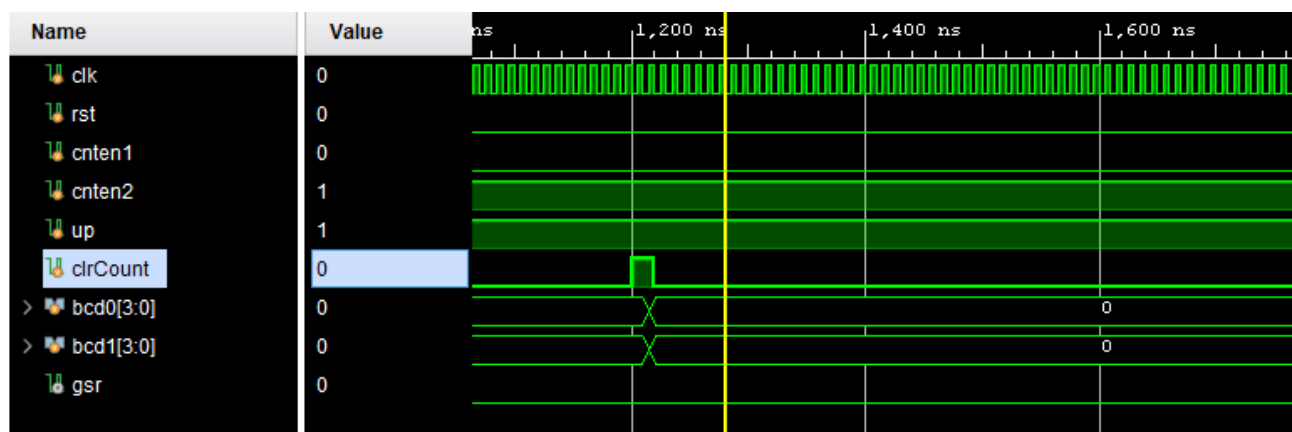 Name Value ns 1,200 ns 1,400 ns 1,600 ns
clk 0
rst 0
cnten1 0
cnten2 1
up 1
clrCount 0
> bcd0[3:0] 0 0
> bcd1[3:0] 0 0
gsr 0